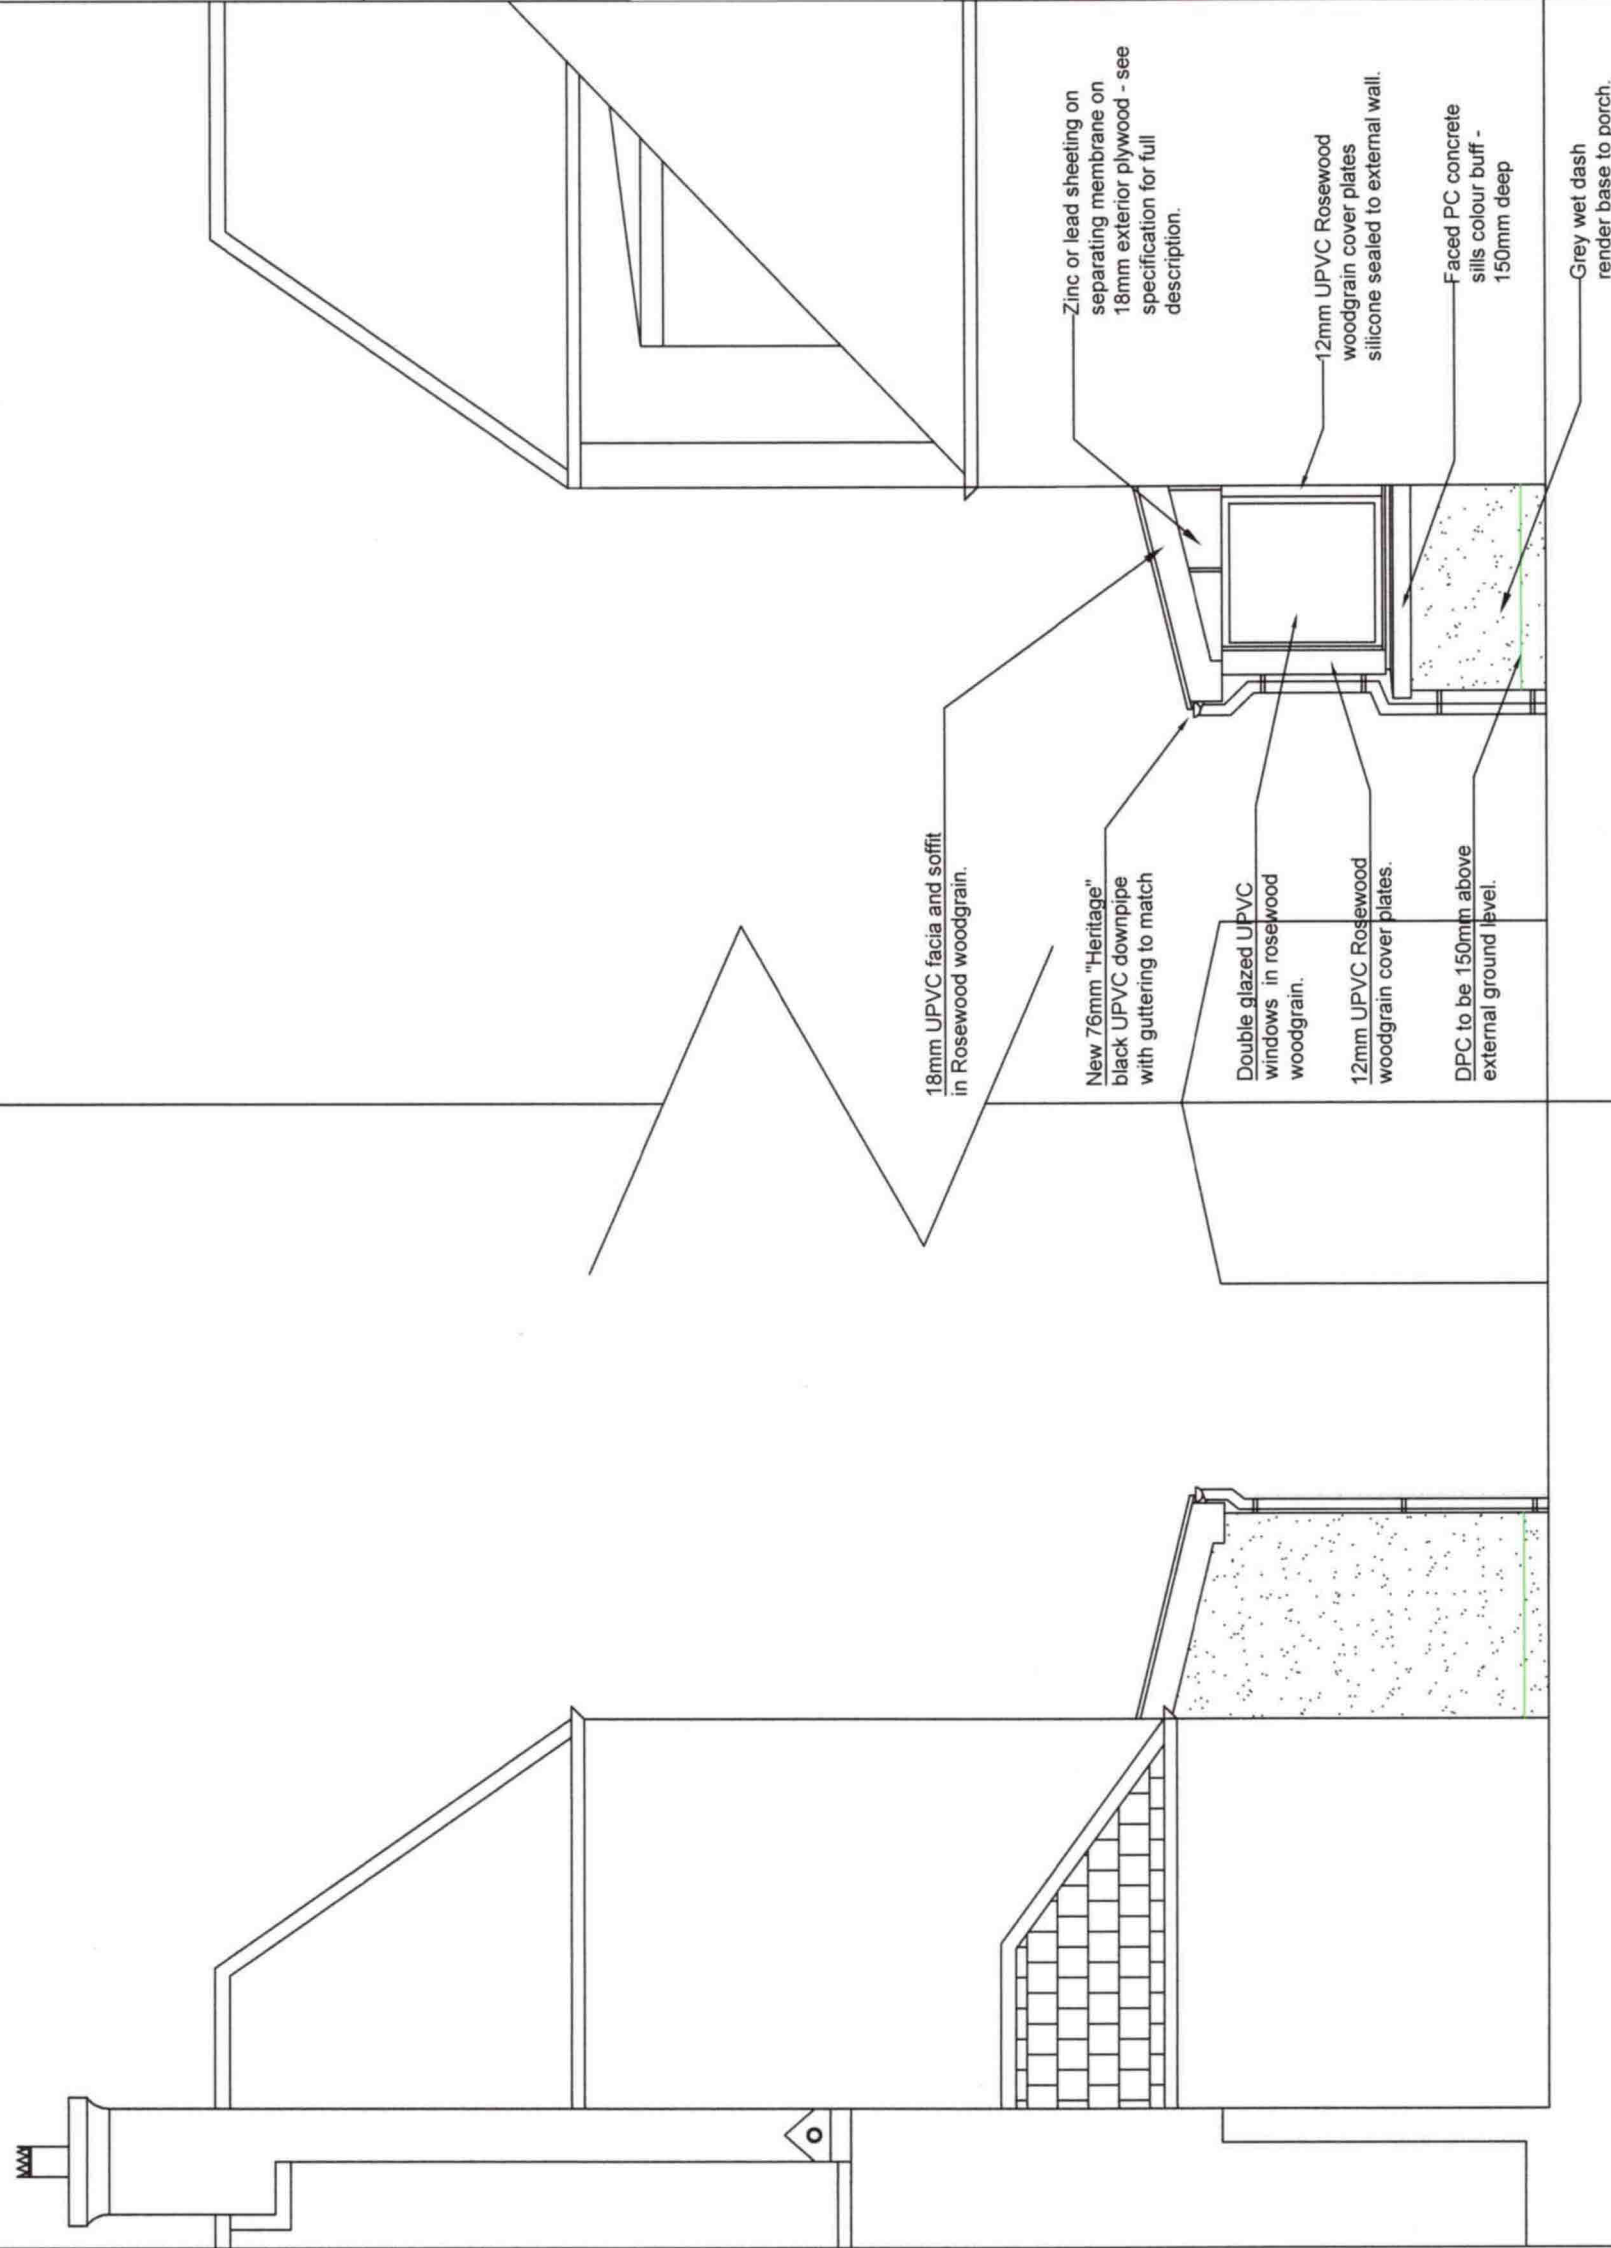 18mm UPVC facia and soffit
in Rosewood woodgrain.
New 76mm "Heritage"
black UPVC downpipe
with guttering to match
Double glazed UPVC
windows in rosewood
woodgrain.
12mm UPVC Rosewood
woodgrain cover plates.
DPC to be 150mm above
external ground level.
Zinc or lead sheeting on
separating membrane on
18mm exterior plywood - see
specification for full
description.
12mm UPVC Rosewood
woodgrain cover plates
silicone sealed to external wall.
Faced PC concrete
sills colour buff -
150mm deep
Grey wet dash
render base to porch.